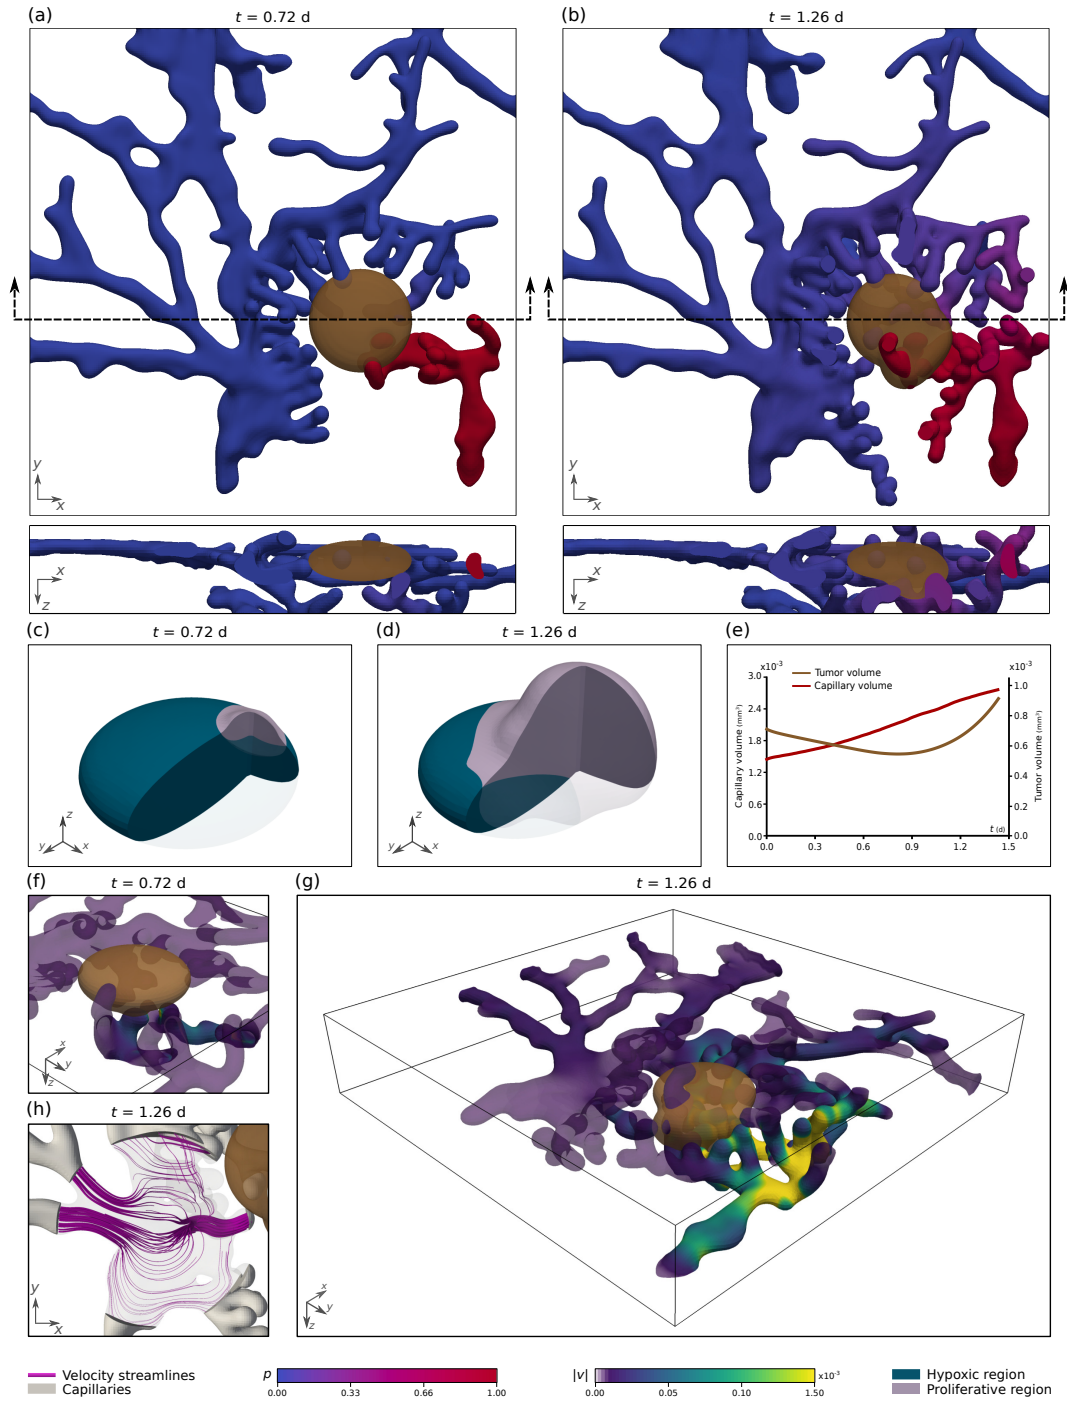 (a)
t = 0.72 d
(b)
t = 1.26 d
y
x
y
x
x
z
x
z
(c)
t = 0.72 d
(d)
t = 1.26 d
(e)
z
y
x
z
y
x
x10⁻³
x10⁻³
Tumor volume
Capillary volume
3.0
2.4
1.8
1.2
0.6
0.0
Capillary volume (mm³)
1.0
0.8
0.6
0.4
0.2
0.0
Tumor volume (mm³)
t (d)
0.0 0.3 0.6 0.9 1.2 1.5
(f)
t = 0.72 d
(g)
t = 1.26 d
x
y
z
(h)
t = 1.26 d
y
x
x
y
z
Velocity streamlines
Capillaries
p
0.00 0.33 0.66 1.00
|v|
x10⁻³
0.00 0.05 0.10 1.50
Hypoxic region
Proliferative region